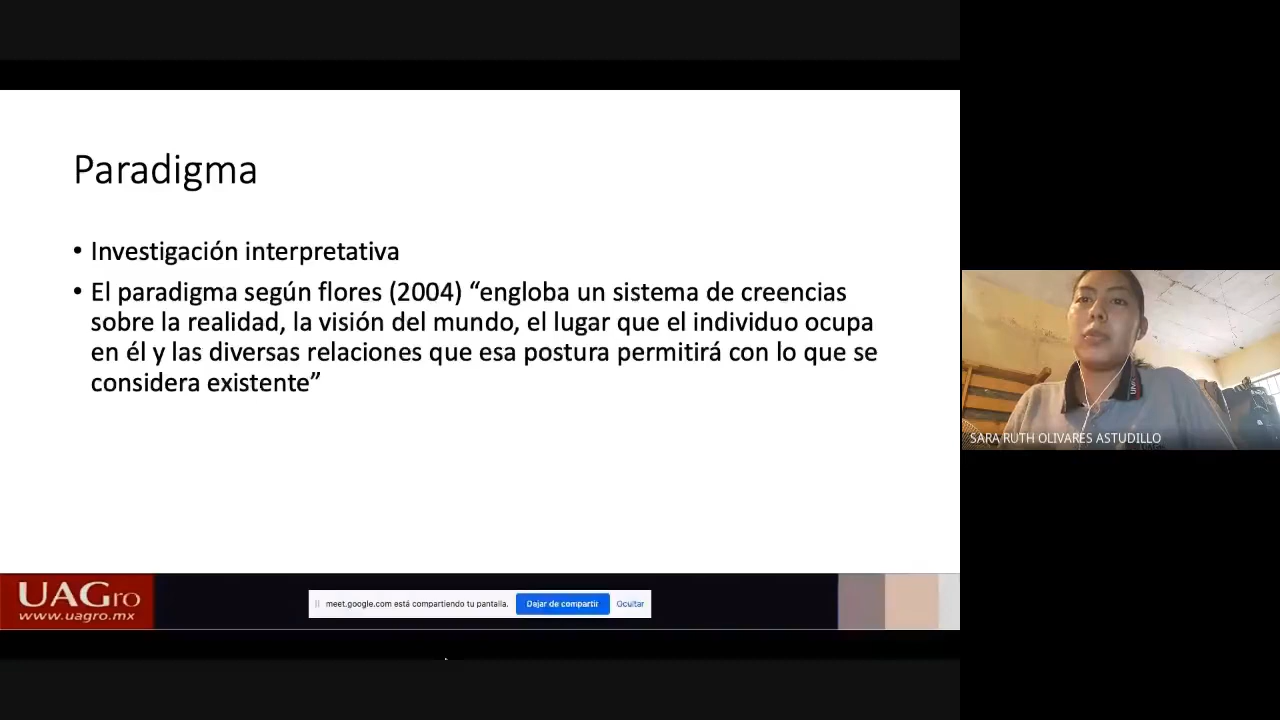 Paradigma
• Investigación interpretativa
• El paradigma según flores (2004) “engloba un sistema de creencias
sobre la realidad, la visión del mundo, el lugar que el individuo ocupa
en él y las diversas relaciones que esa postura permitirá con lo que se
considera existente”
SARA RUTH OLIVARES ASTUDILLO
UAGro
www.uagro.mx
meet.google.com está compartiendo tu pantalla.
Dejar de compartir
Ocultar